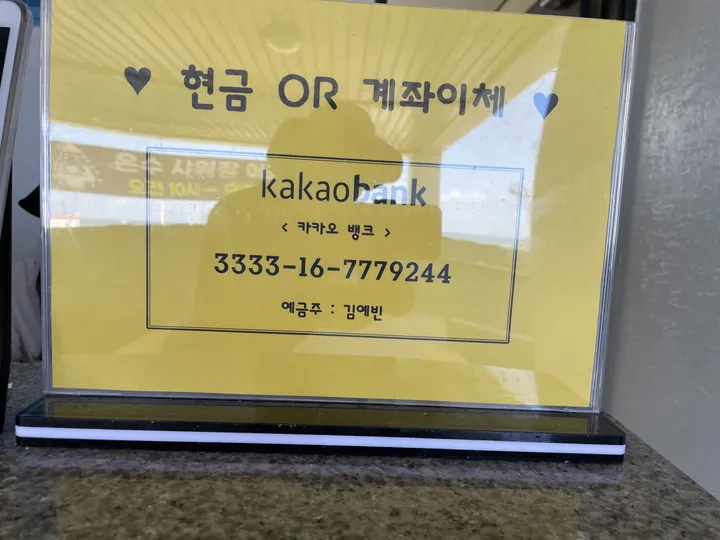 ♥ 현금 OR 계좌이체 ♥
kakaobank
< 카카오 뱅크 >
3333-16-7779244
예금주 : 김예빈